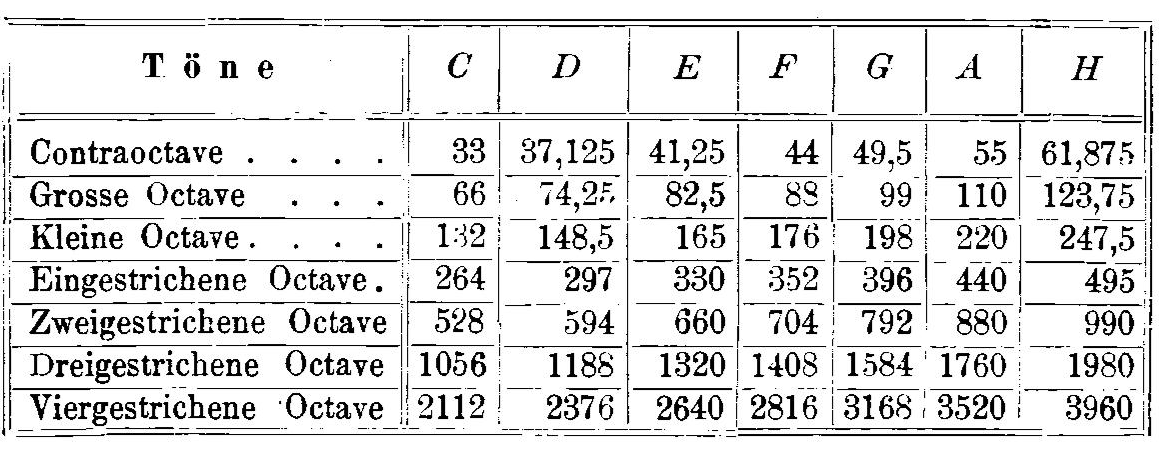 Töne C D E F G A H
Contraoctave . . . . 33 37,125 41,25 44 49,5 55 61,875
Grosse Octave . . . 66 74,25 82,5 88 99 110 123,75
Kleine Octave . . . . 132 148,5 165 176 198 220 247,5
Eingestrichene Octave . 264 297 330 352 396 440 495
Zweigestrichene Octave 528 594 660 704 792 880 990
Dreigestrichene Octave 1056 1188 1320 1408 1584 1760 1980
Viergestrichene Octave 2112 2376 2640 2816 3168 3520 3960